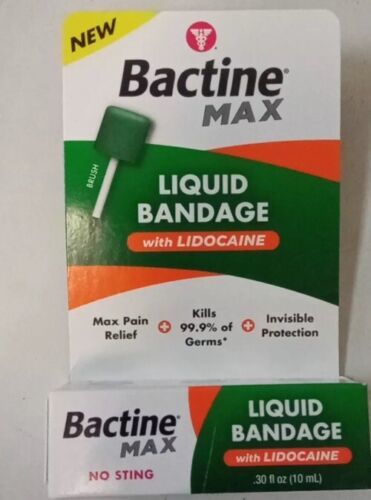 NEW
Bactine®
MAX
BRUSH
LIQUID
BANDAGE
with LIDOCAINE
Max Pain
Relief
Kills
99.9% of
Germs*
Invisible
Protection
Bactine®
MAX
NO STING
LIQUID
BANDAGE
with LIDOCAINE
.30 fl oz (10 mL)